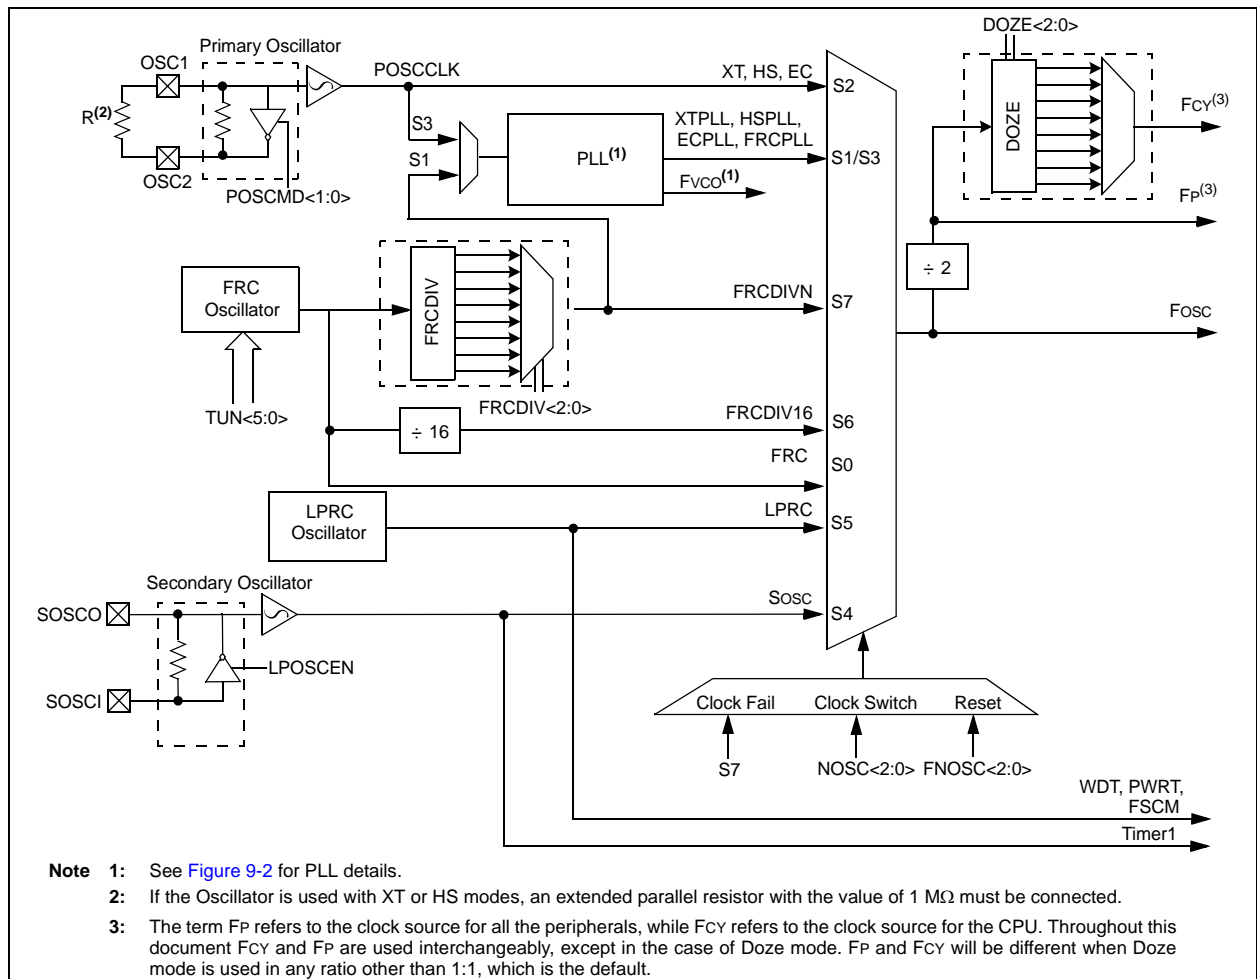 DOZE<2:0>
Primary Oscillator
OSC1
POSCCLK
XT, HS, EC
S2
R(2)
S3
XTPLL, HSPLL,
ECPLL, FRCPLL
DOZE
FCY(3)
S1
PLL(1)
S1/S3
OSC2
POSCMD<1:0>
FVCO(1)
FP(3)
÷ 2
FRC
Oscillator
FRCDIV
FRCDIVN
S7
FOSC
TUN<5:0>
FRCDIV<2:0>
÷ 16
FRCDIV16
S6
FRC
S0
LPRC
Oscillator
LPRC
S5
Secondary Oscillator
SOSCO
SOSC
S4
LPOSCEN
SOSCI
Clock Fail
Clock Switch
Reset
S7
NOSC<2:0>
FNOSC<2:0>
WDT, PWRT,
FSCM
Timer1
Note 1: See Figure 9-2 for PLL details.
2: If the Oscillator is used with XT or HS modes, an extended parallel resistor with the value of 1 MΩ must be connected.
3: The term FP refers to the clock source for all the peripherals, while FCY refers to the clock source for the CPU. Throughout this
document FCY and FP are used interchangeably, except in the case of Doze mode. FP and FCY will be different when Doze
mode is used in any ratio other than 1:1, which is the default.